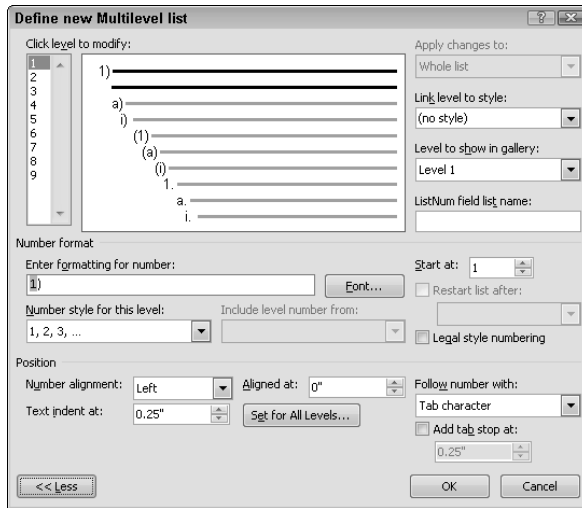 Define new Multilevel list
Click level to modify:
1
2
3
4
5
6
7
8
9
1)
a)
i)
(1)
(a)
(i)
1.
a.
i.
Apply changes to:
Whole list
Link level to style:
(no style)
Level to show in gallery:
Level 1
ListNum field list name:
Number format
Enter formatting for number:
1)
Font...
Number style for this level:
1, 2, 3, ...
Include level number from:
Start at: 1
Restart list after:
Legal style numbering
Position
Number alignment: Left
Aligned at: 0"
Text indent at: 0.25"
Set for All Levels...
Follow number with:
Tab character
Add tab stop at:
0.25"
<< Less
OK
Cancel